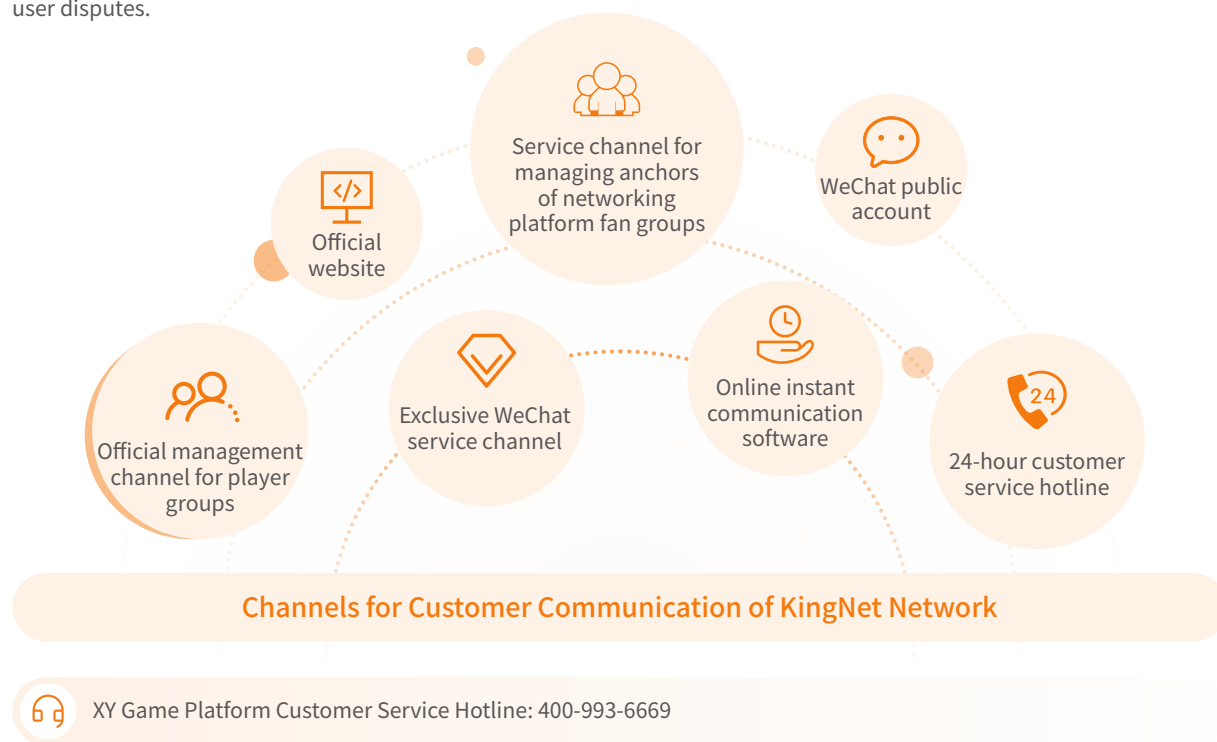 user disputes.
Service channel for
managing anchors
of networking
platform fan groups
WeChat public
account
Official
website
Official management
channel for player
groups
Exclusive WeChat
service channel
Online instant
communication
software
24
24-hour customer
service hotline
Channels for Customer Communication of KingNet Network
XY Game Platform Customer Service Hotline: 400-993-6669